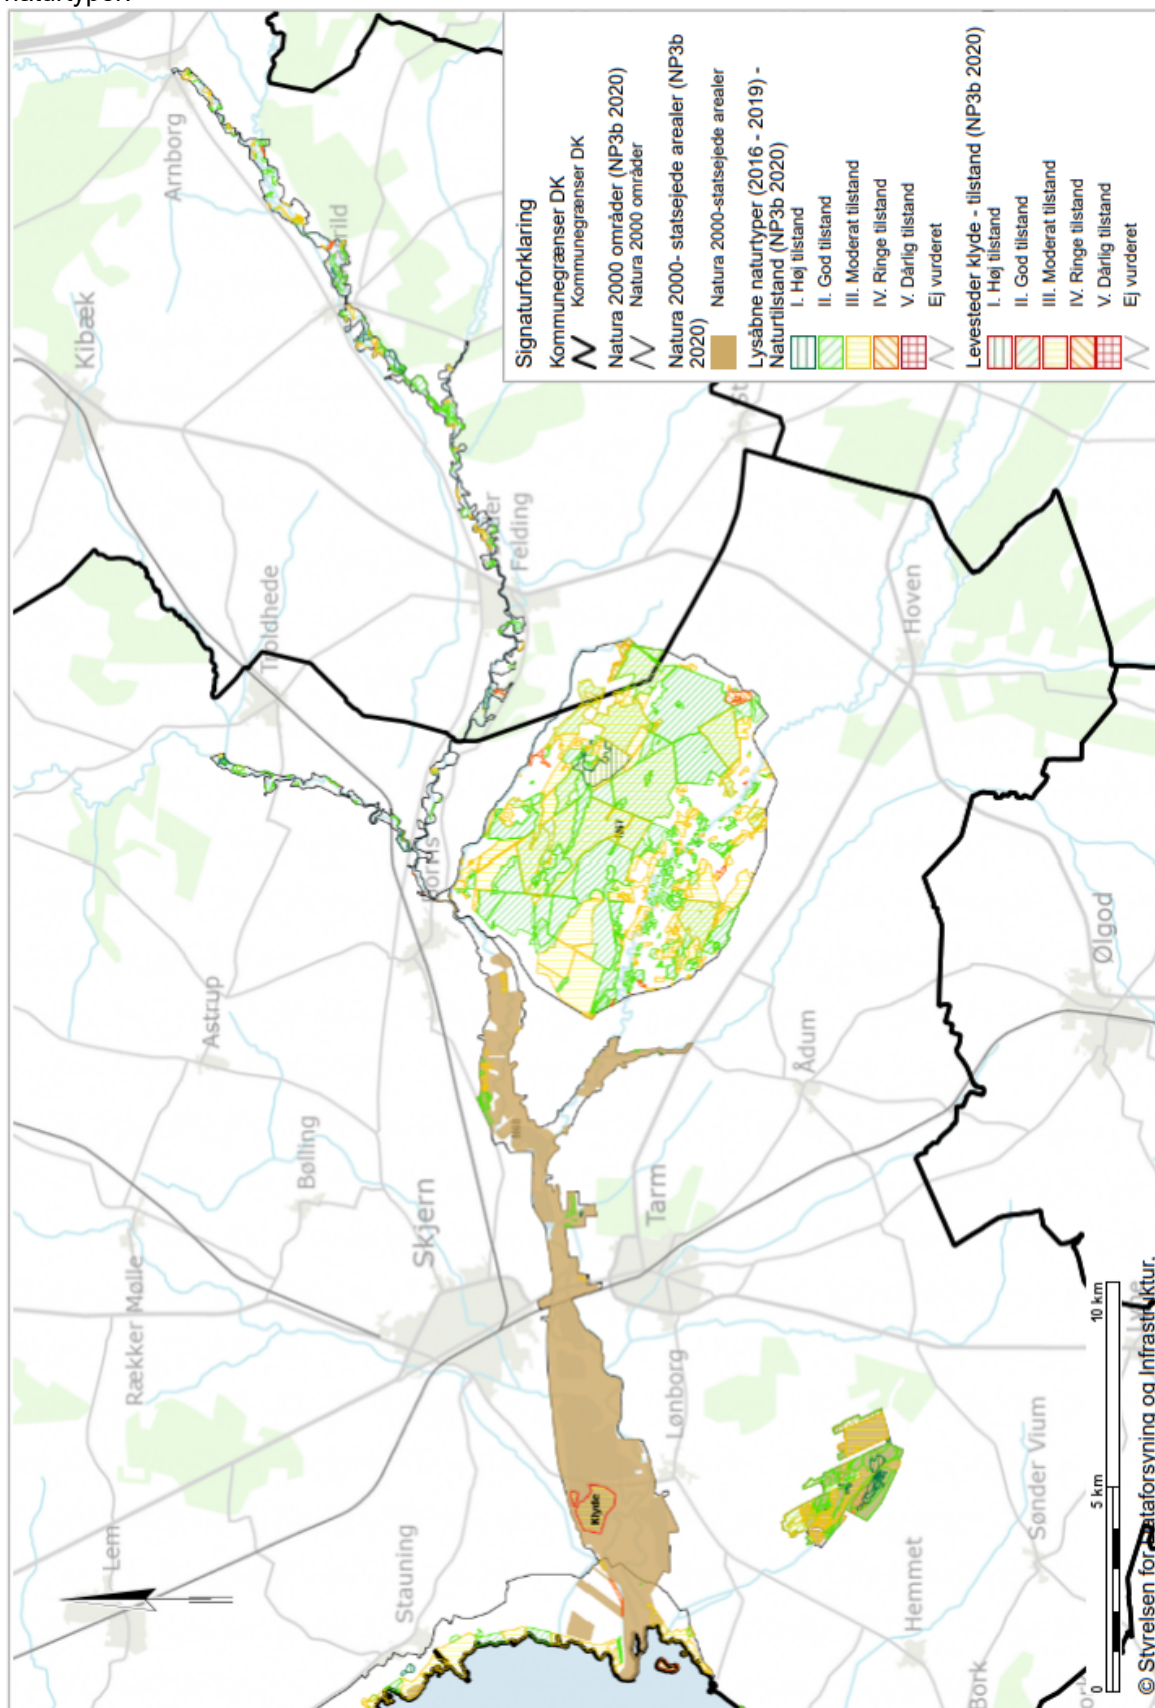 naturtyper.
Arnborg
Kibæk
Troldhede
Felding
Hoven
Astrup
Bølling
Skjern
Rækker Mølle
Tarm
Ådum
Ølgod
Lem
Stauning
Klyde
Lønborg
Sønder Vium
Hemmet
Bork
Signaturforklaring
Kommunegrænser DK
Kommunegrænser DK
Natura 2000 områder (NP3b 2020)
Natura 2000 områder
Natura 2000- statsejede arealer (NP3b
2020)
Natura 2000-statsejede arealer
Lysåbne naturtyper (2016 - 2019) -
Naturtilstand (NP3b 2020)
I. Høj tilstand
II. God tilstand
III. Moderat tilstand
IV. Ringe tilstand
V. Dårlig tilstand
Ej vurderet
Levesteder klyde - tilstand (NP3b 2020)
I. Høj tilstand
II. God tilstand
III. Moderat tilstand
IV. Ringe tilstand
V. Dårlig tilstand
Ej vurderet
0 5 km 10 km
© Styrelsen for Dataforsyning og Infrastruktur.